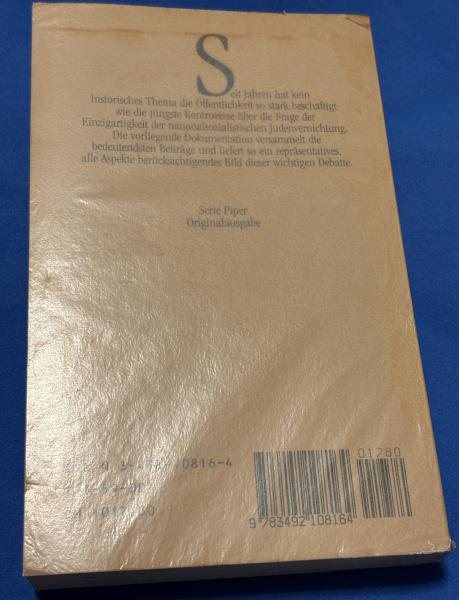 Seit Jahren hat kein
historisches Thema die Öffentlichkeit so stark beschäftigt
wie die jüngste Kontroverse über die Frage der
Einzigartigkeit der nationalsozialistischen Judenvernichtung.
Die vorliegende Dokumentation versammelt die
bedeutendsten Beiträge und liefert so ein repräsentatives,
alle Aspekte berücksichtigendes Bild dieser wichtigen Debatte.
Serie Piper
Originalausgabe
01780
9 783492 108164